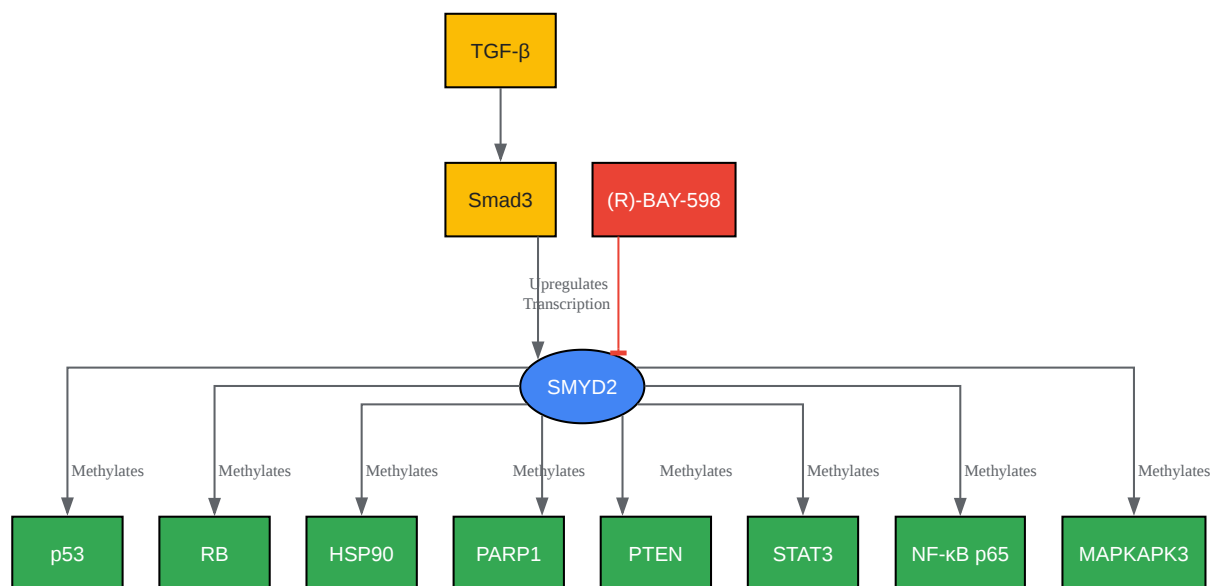 TGF-β
Smad3
(R)-BAY-598
Upregulates
Transcription
SMYD2
Methylates
Methylates
Methylates
Methylates
Methylates
Methylates
Methylates
Methylates
p53
RB
HSP90
PARP1
PTEN
STAT3
NF-κB p65
MAPKAPK3